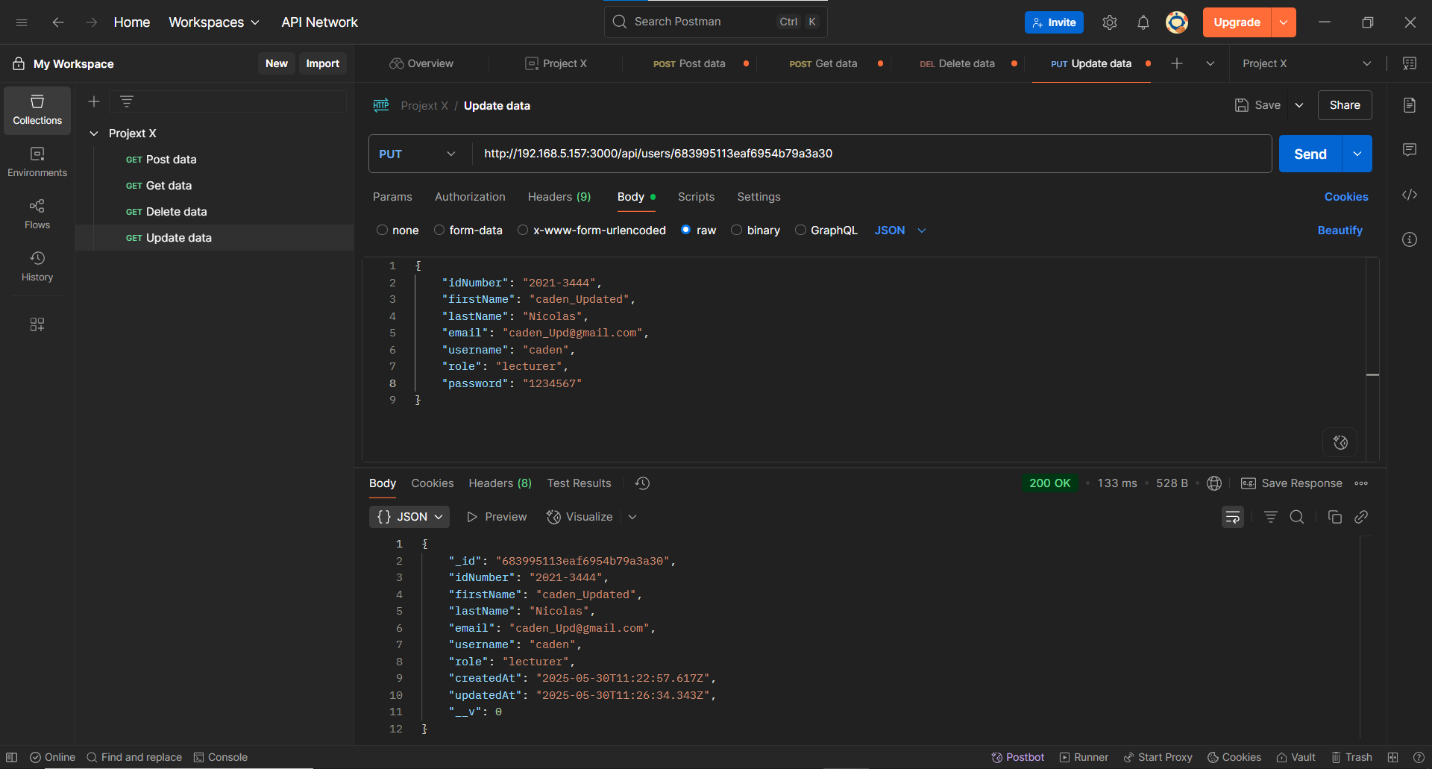 Home Workspaces API Network Search Postman Ctrl K Invite Upgrade
My Workspace New Import Overview Project X POST Post data POST Get data DEL Delete data PUT Update data Project X
Collections
Environments
Flows
History
Projext X
GET Post data
GET Get data
GET Delete data
GET Update data
HTTP Projext X / Update data Save Share
PUT http://192.168.5.157:3000/api/users/683995113eaf6954b79a3a30 Send
Params Authorization Headers (9) Body Scripts Settings Cookies
none form-data x-www-form-urlencoded raw binary GraphQL JSON Beautify
1 {
2 "idNumber": "2021-3444",
3 "firstName": "caden_Updated",
4 "lastName": "Nicolas",
5 "email": "caden_Upd@gmail.com",
6 "username": "caden",
7 "role": "lecturer",
8 "password": "1234567"
9 }
Body Cookies Headers (8) Test Results 200 OK • 133 ms • 528 B • e.g. Save Response
{} JSON Preview Visualize
1 {
2 "_id": "683995113eaf6954b79a3a30",
3 "idNumber": "2021-3444",
4 "firstName": "caden_Updated",
5 "lastName": "Nicolas",
6 "email": "caden_Upd@gmail.com",
7 "username": "caden",
8 "role": "lecturer",
9 "createdAt": "2025-05-30T11:22:57.617Z",
10 "updatedAt": "2025-05-30T11:26:34.343Z",
11 "__v": 0
12 }
Online Find and replace Console Postbot Runner Start Proxy Cookies Vault Trash